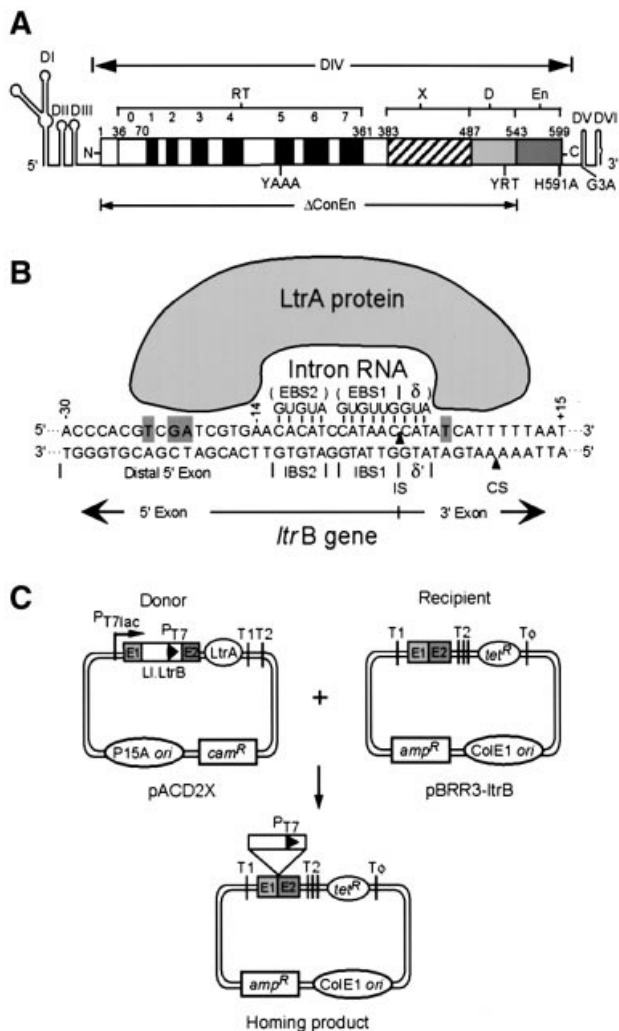 A
DI
DII
DIII
DIV
RT
X
D
En
0 1 2 3 4 5 6 7
1 36 70 361 383 487 543 599
DV
DVI
5'
N
C
3'
YAAA
YRT
H591A
G3A
ΔConEn
B
LtrA protein
Intron RNA
(EBS2) (EBS1 | δ)
GUGUA GUGUUGGUA
-30 -14 +15
5'···ACCCACGTCGATCGTGAACACATCCATAACCATATCATTTTTAAT···3'
3'···TGGGTGCAGCTAGCACTTGTGTAGGTATTGGTATAGTAAAAATTA···5'
| Distal 5' Exon | IBS2 | | IBS1 | δ' |
IS
CS
5' Exon
3' Exon
ltrB gene
C
Donor
Recipient
PT7lac
PT7
T1T2
E1
E2
LtrA
Ll.LtrB
P15A ori
camR
pACD2X
+
T1
T2
Tφ
E1 E2
tetR
ampR
ColE1 ori
pBRR3-ltrB
PT7
T1
T2
Tφ
E1 E2
tetR
ampR
ColE1 ori
Homing product